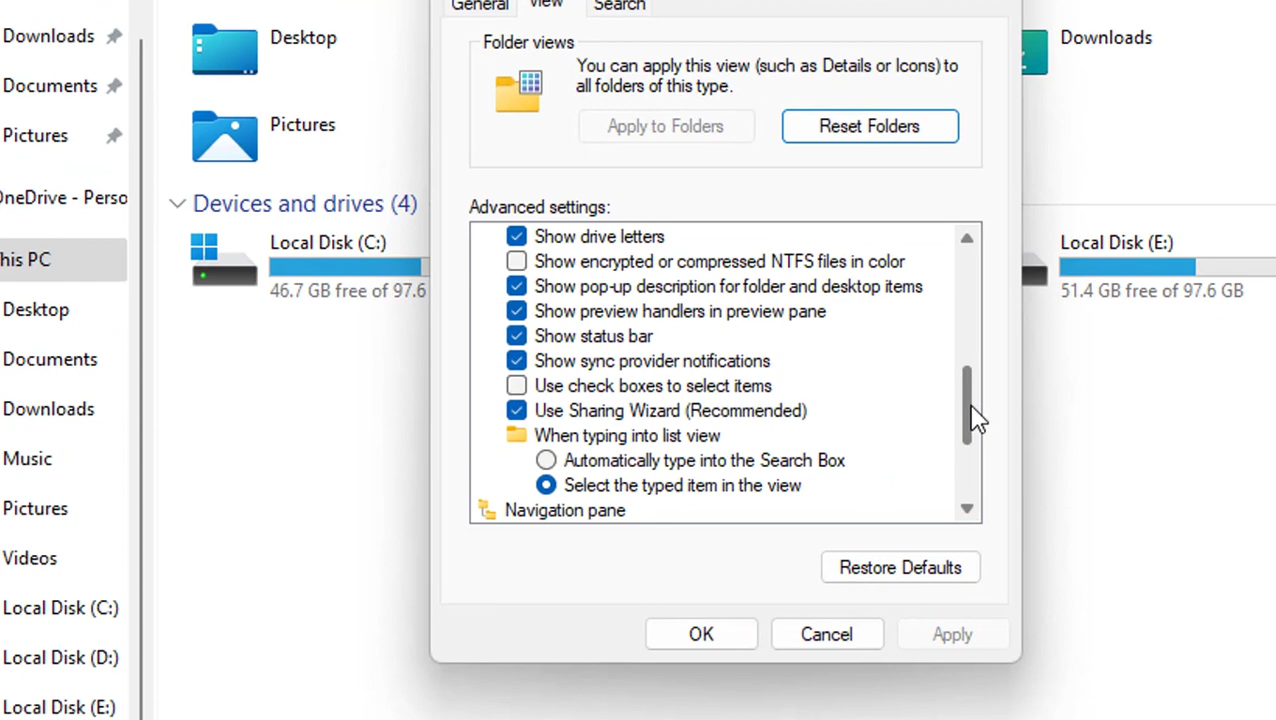 Downloads
Documents
Pictures
OneDrive - Perso
This PC
Desktop
Documents
Downloads
Music
Pictures
Videos
Local Disk (C:)
Local Disk (D:)
Local Disk (E:)
Desktop
Pictures
Devices and drives (4)
Local Disk (C:)
46.7 GB free of 97.6
Downloads
Local Disk (E:)
51.4 GB free of 97.6 GB
General
View
Search
Folder views
You can apply this view (such as Details or Icons) to
all folders of this type.
Apply to Folders
Reset Folders
Advanced settings:
Show drive letters
Show encrypted or compressed NTFS files in color
Show pop-up description for folder and desktop items
Show preview handlers in preview pane
Show status bar
Show sync provider notifications
Use check boxes to select items
Use Sharing Wizard (Recommended)
When typing into list view
Automatically type into the Search Box
Select the typed item in the view
Navigation pane
Restore Defaults
OK
Cancel
Apply